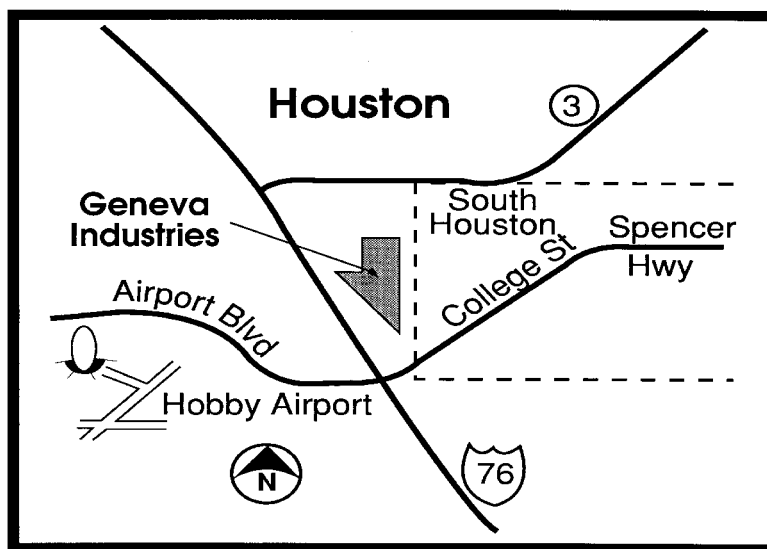 Houston
3
Geneva
Industries
South
Houston
Spencer
Hwy
College St
Airport Blvd
Hobby Airport
N
76